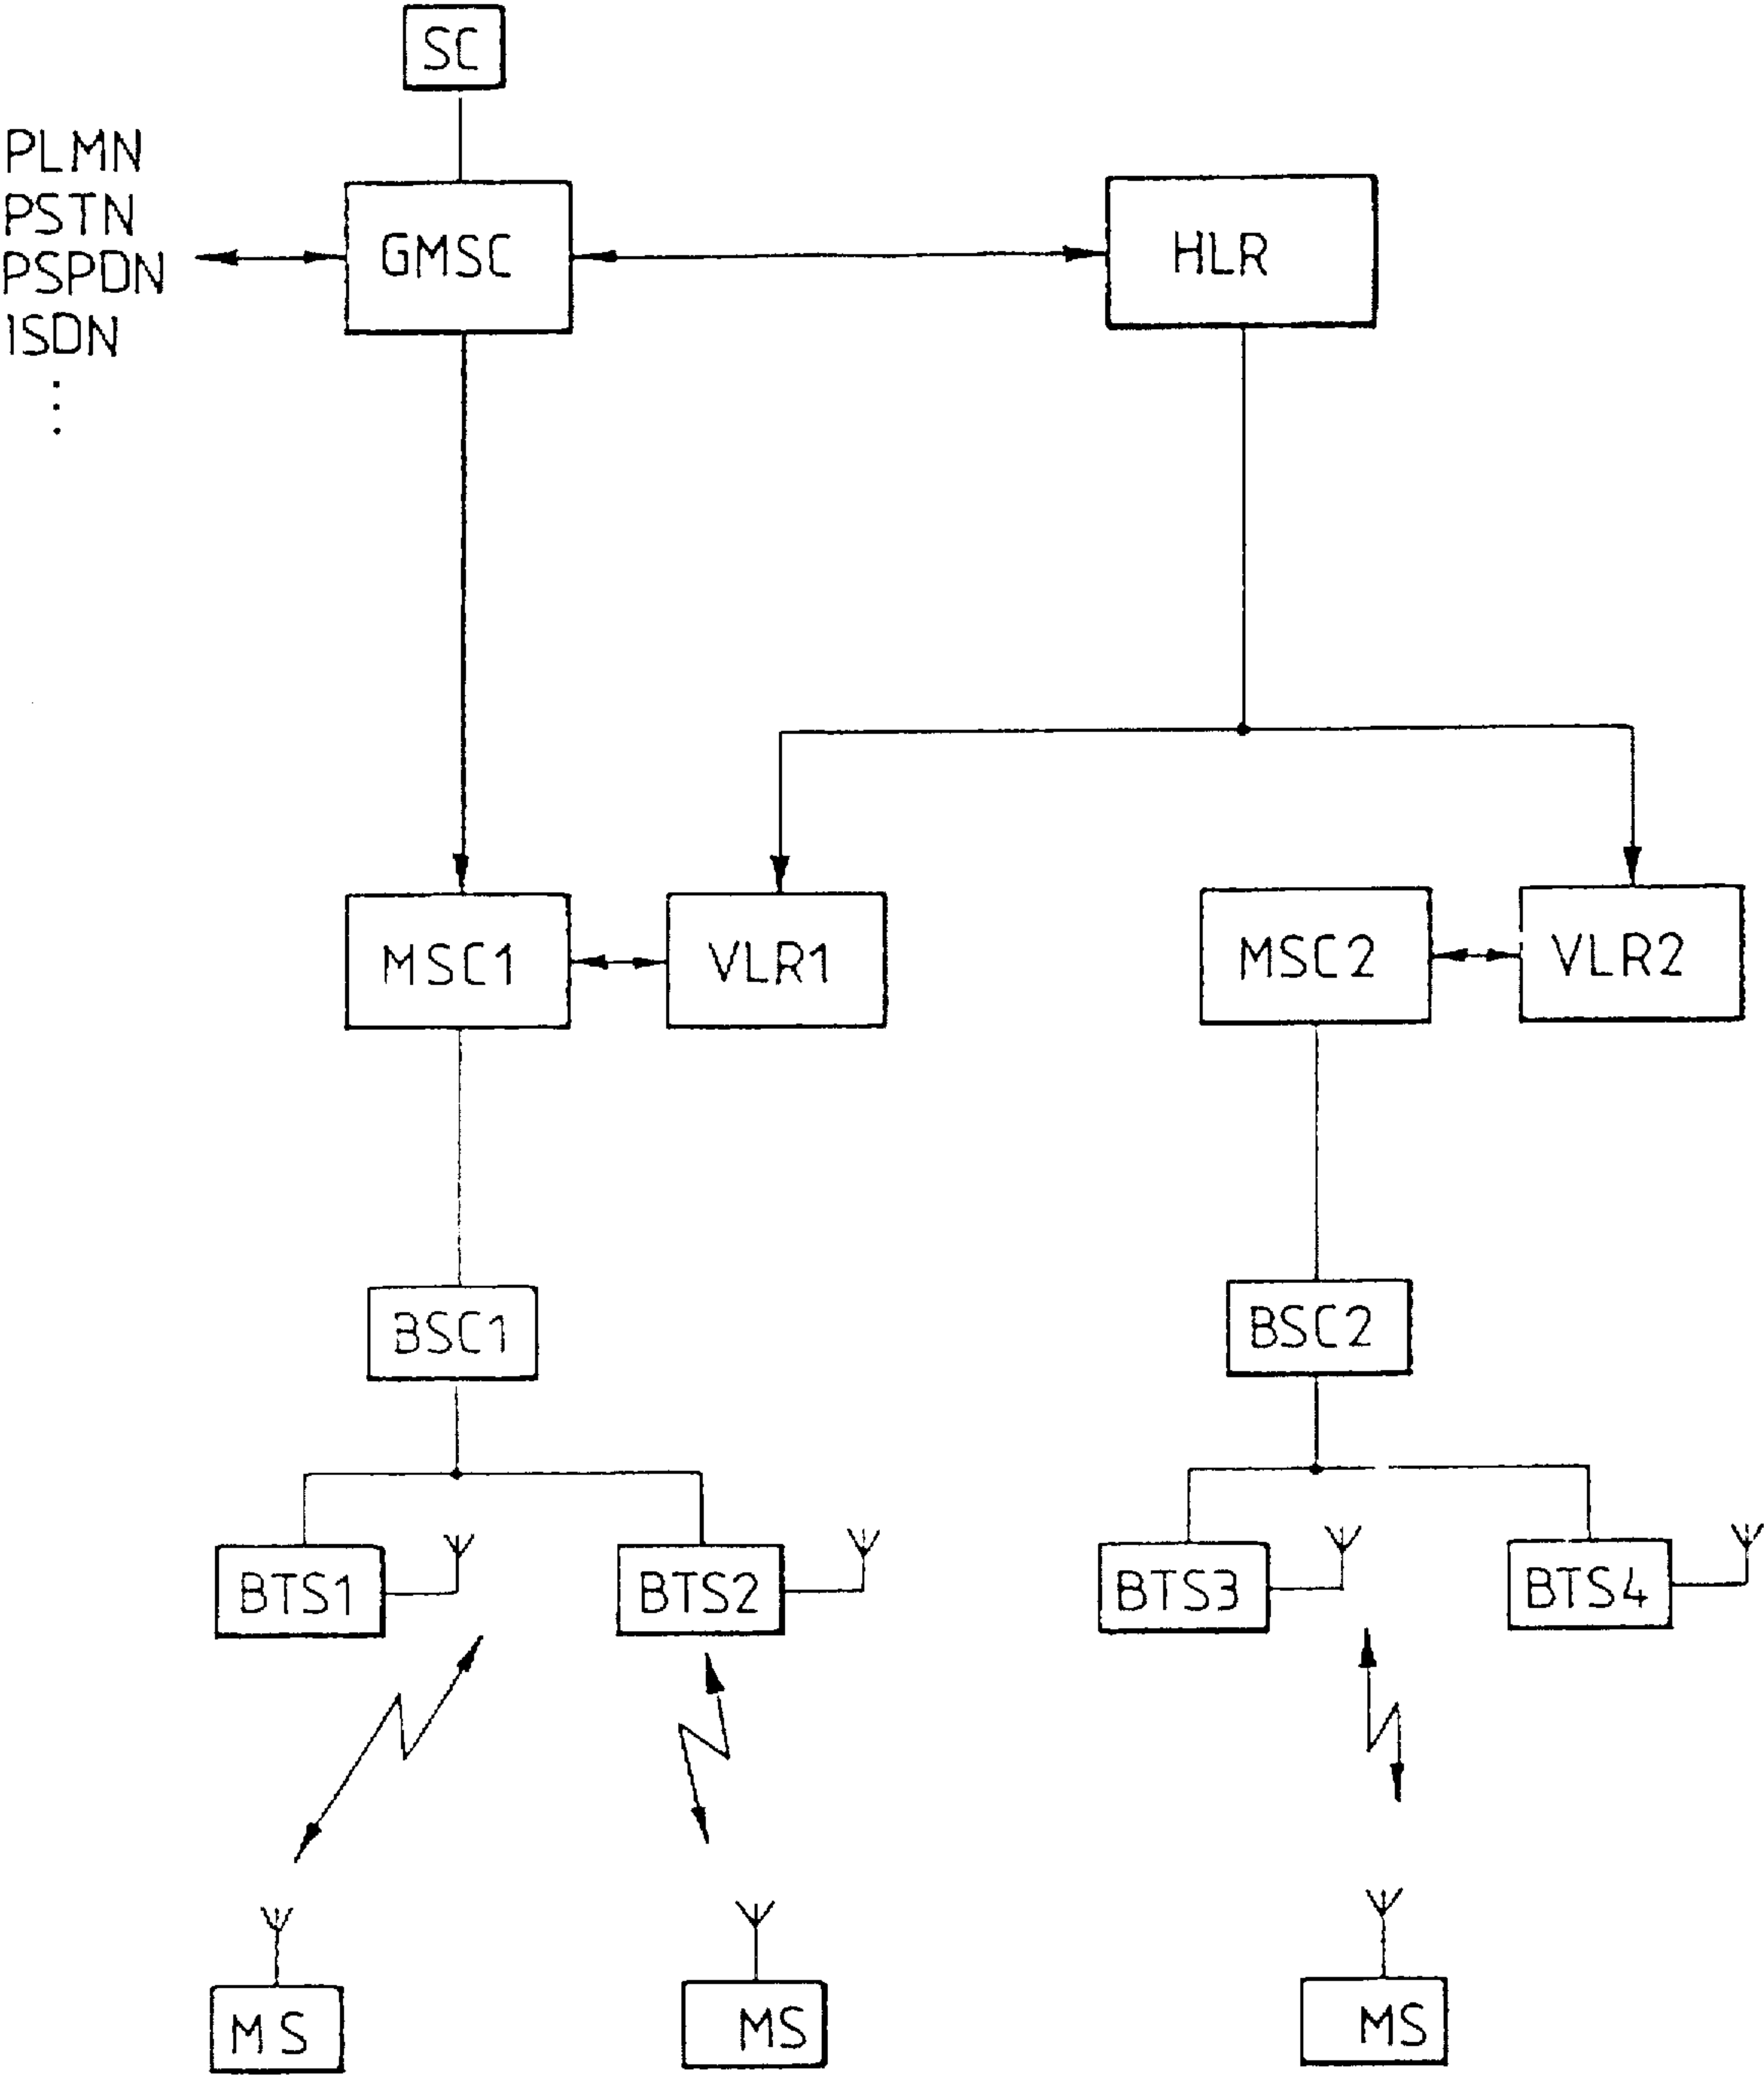 SC
PLMN
PSTN
PSPDN
ISDN
GMSC
HLR
MSC1
VLR1
MSC2
VLR2
BSC1
BSC2
BTS1
BTS2
BTS3
BTS4
MS
MS
MS